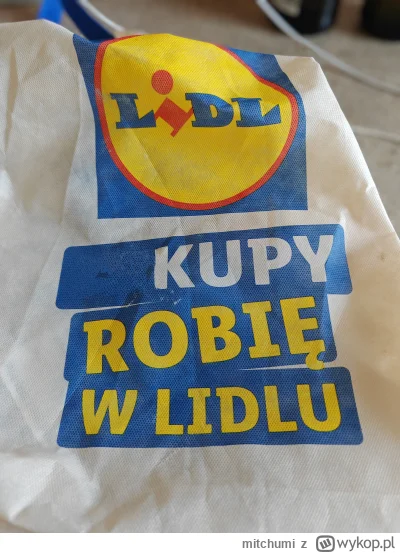 LIDL
KUPY
ROBIĘ
W LIDLU
mitchumi z wykop.pl